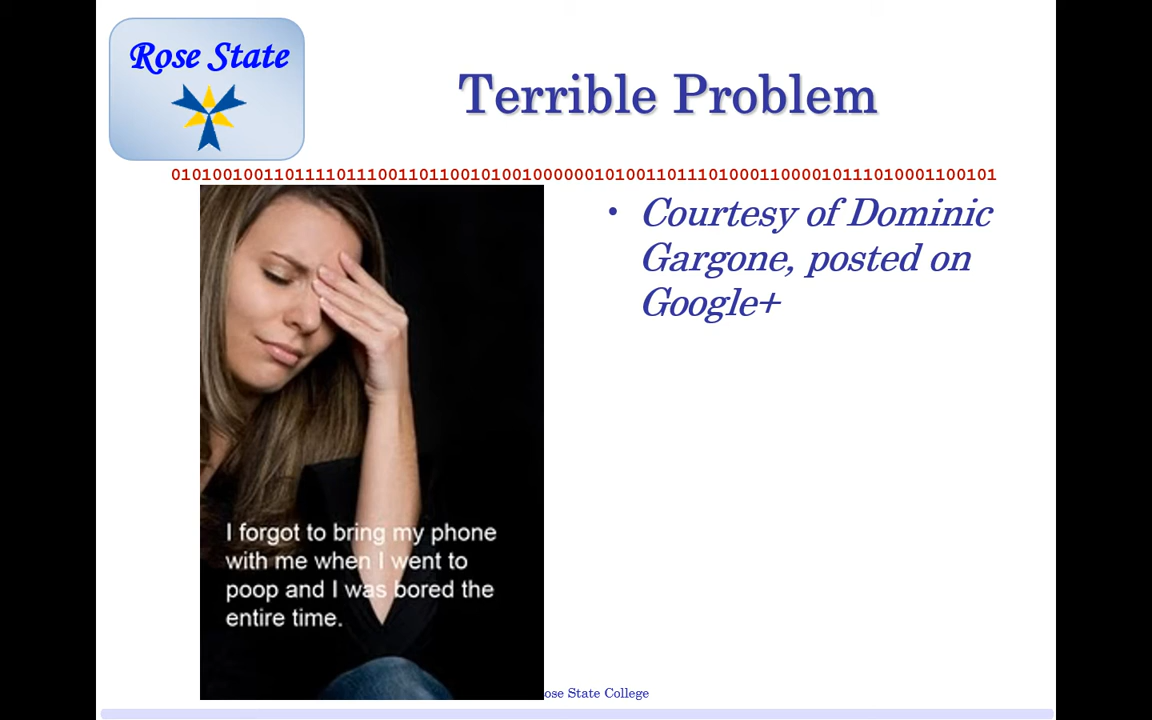 Rose State
Terrible Problem
01010010011011110111001101100101001000000101001101110100011000010111010001100101
• Courtesy of Dominic
Gargone, posted on
Google+
I forgot to bring my phone
with me when I went to
poop and I was bored the
entire time.
ose State College